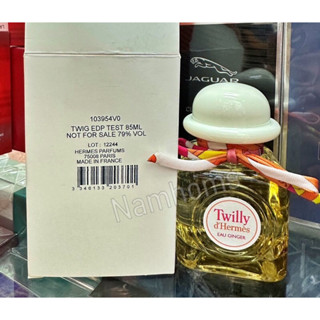 103954V0
TWIG EDP TEST 85ML
NOT FOR SALE 79% VOL
LOT: 12244
HERMES PARFUMS
75008 PARIS
MADE IN FRANCE
JAGUAR
Twilly
d'Hermès
EAU GINGER
Namhome